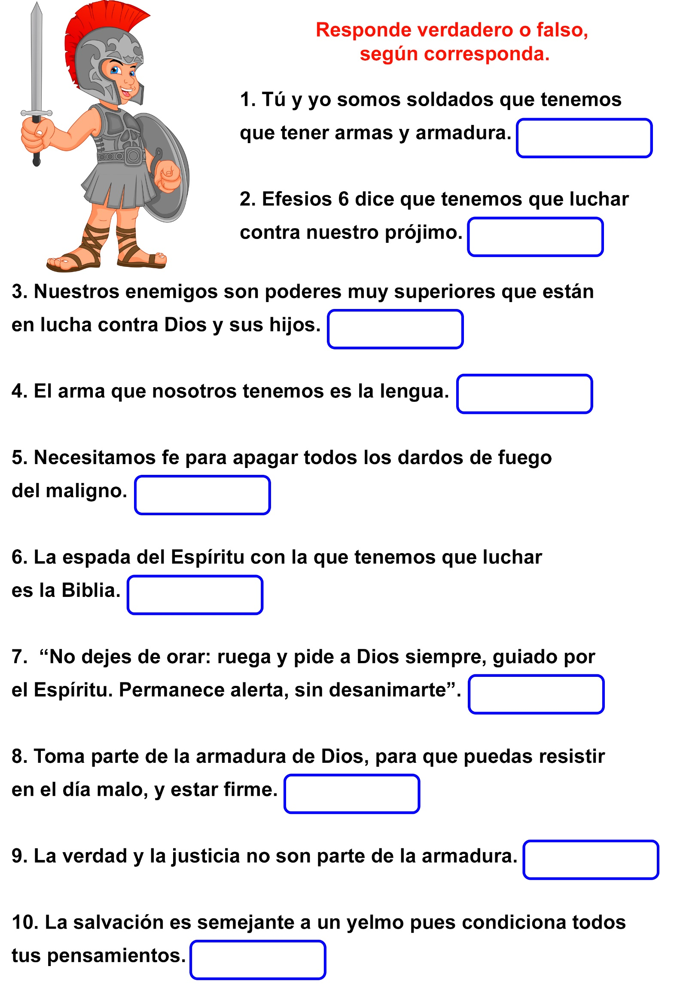 Responde verdadero o falso,
según corresponda.
1. Tú y yo somos soldados que tenemos
que tener armas y armadura.
2. Efesios 6 dice que tenemos que luchar
contra nuestro prójimo.
3. Nuestros enemigos son poderes muy superiores que están
en lucha contra Dios y sus hijos.
4. El arma que nosotros tenemos es la lengua.
5. Necesitamos fe para apagar todos los dardos de fuego
del maligno.
6. La espada del Espíritu con la que tenemos que luchar
es la Biblia.
7. “No dejes de orar: ruega y pide a Dios siempre, guiado por
el Espíritu. Permanece alerta, sin desanimarte”.
8. Toma parte de la armadura de Dios, para que puedas resistir
en el día malo, y estar firme.
9. La verdad y la justicia no son parte de la armadura.
10. La salvación es semejante a un yelmo pues condiciona todos
tus pensamientos.